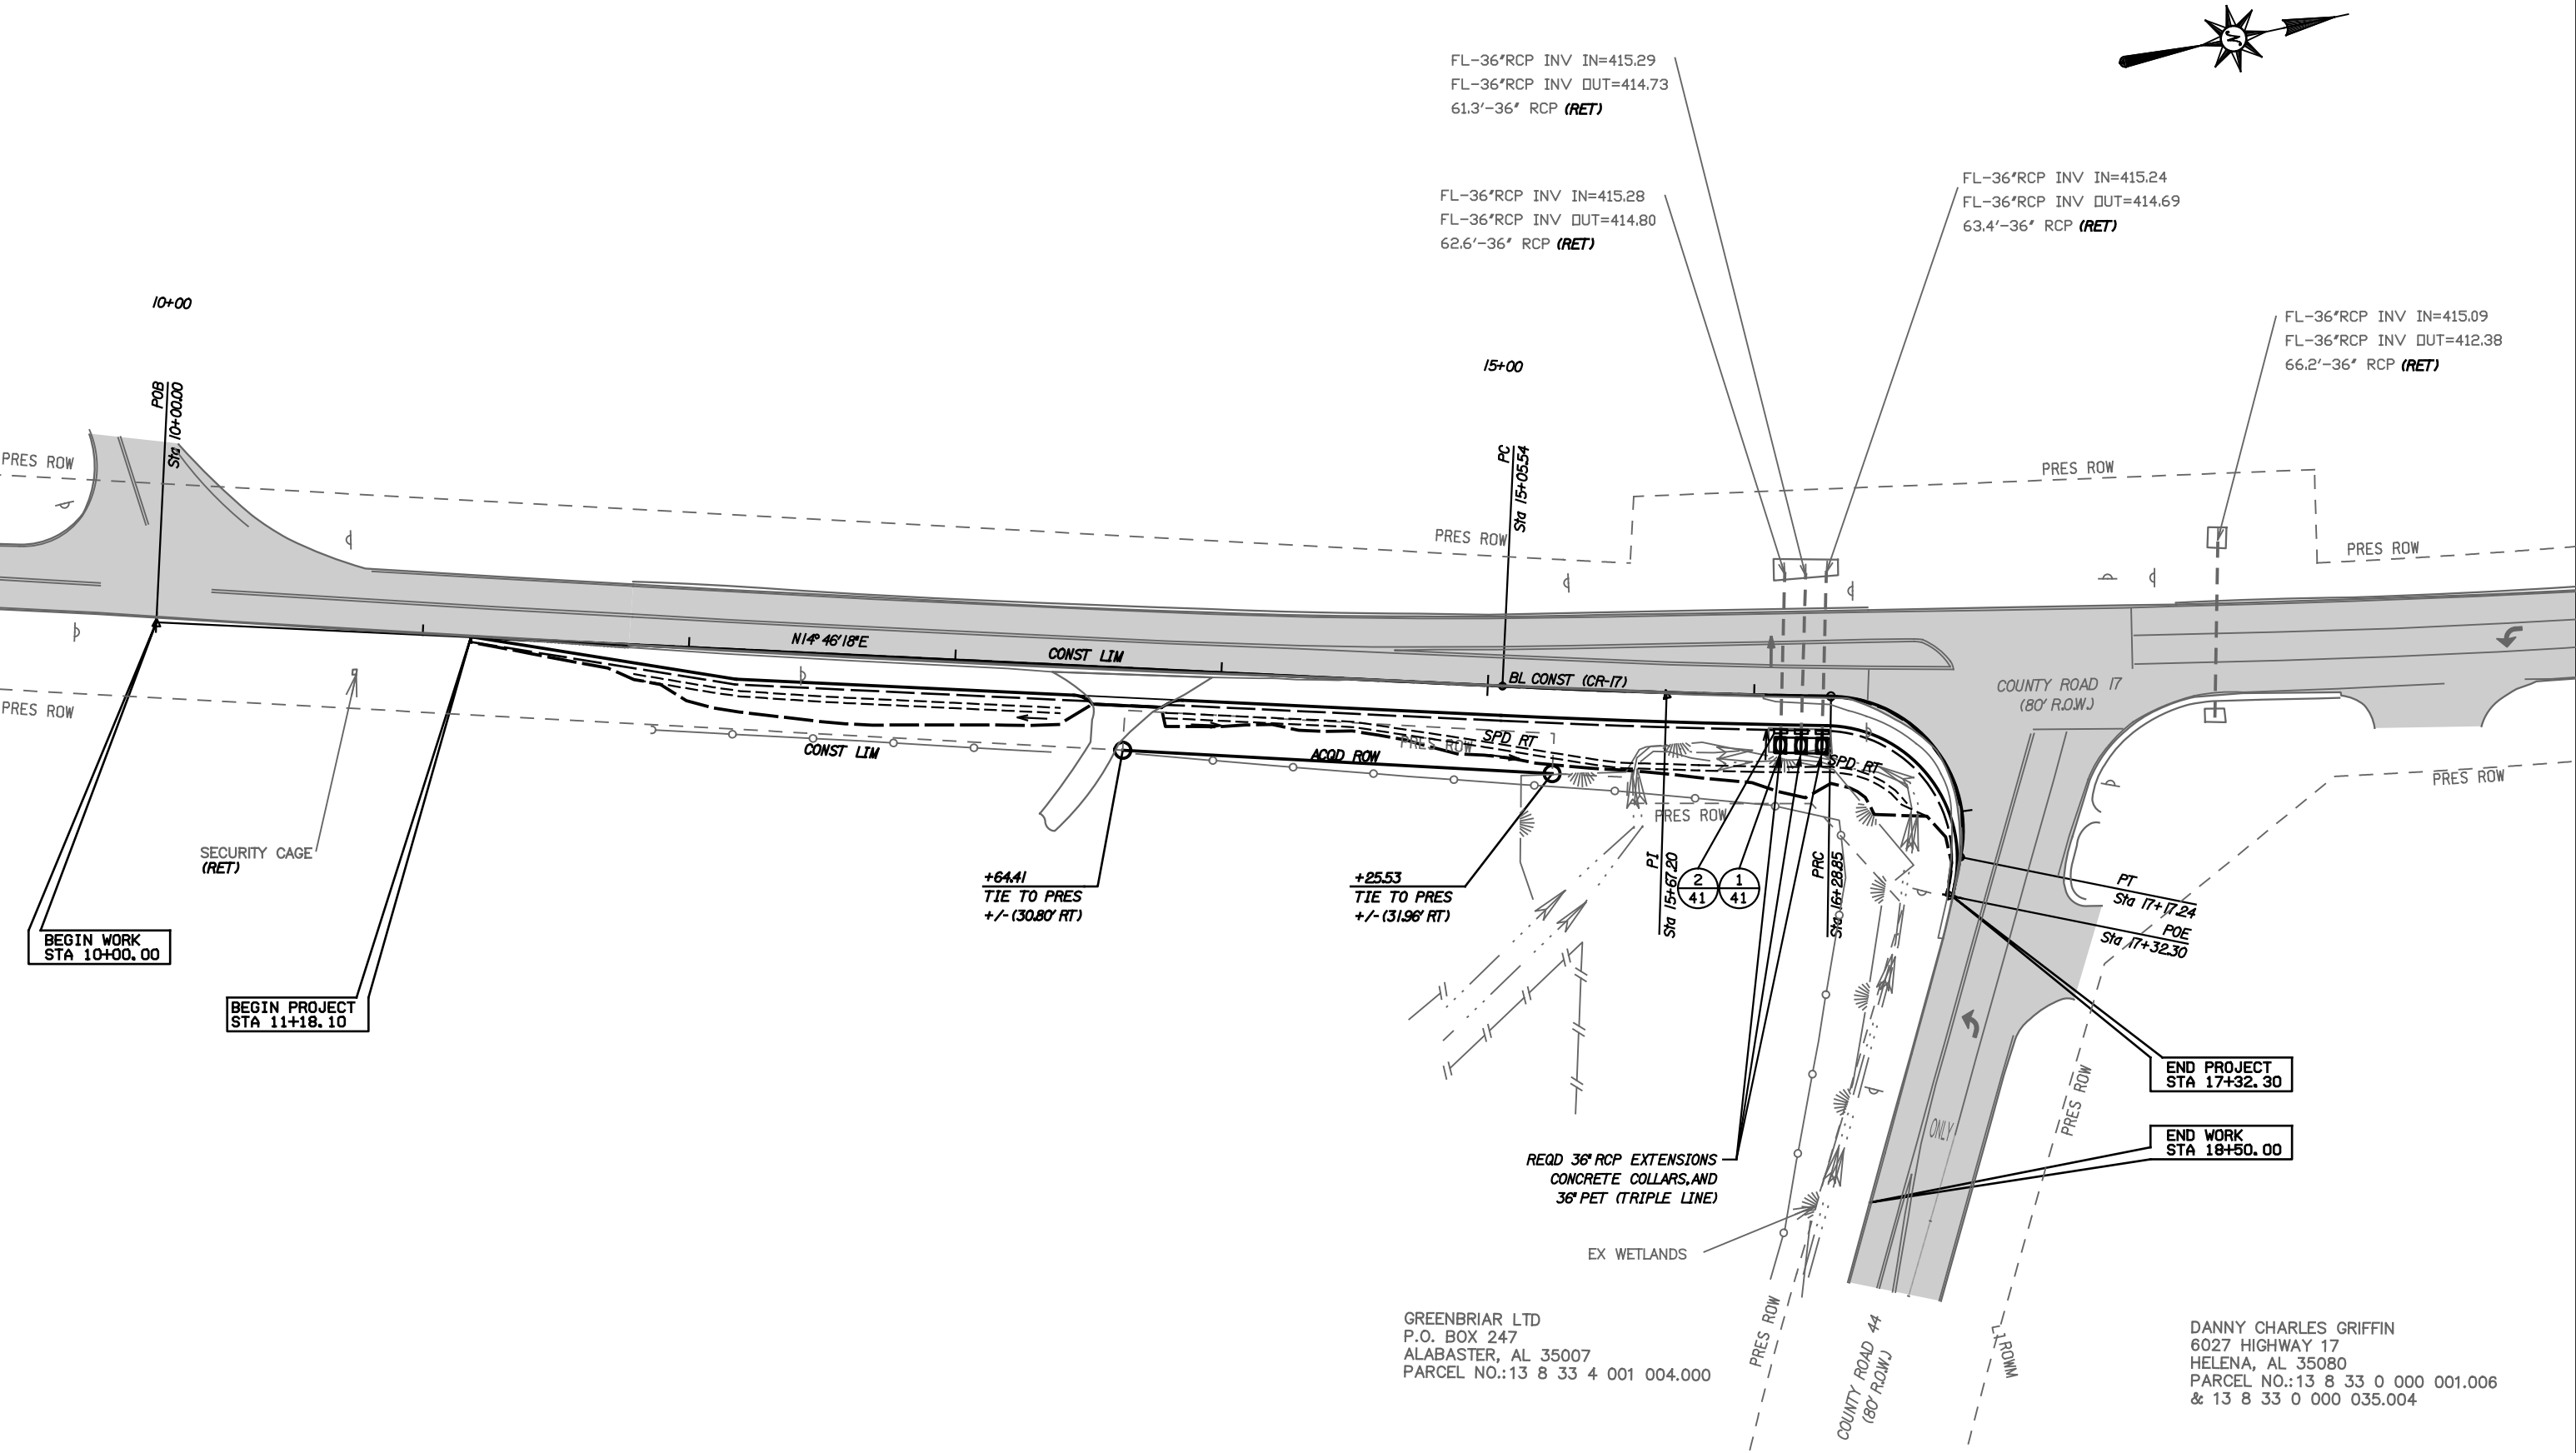 N
FL-36"RCP INV IN=415.29
FL-36"RCP INV OUT=414.73
61.3'-36" RCP (RET)
FL-36"RCP INV IN=415.28
FL-36"RCP INV OUT=414.80
62.6'-36" RCP (RET)
FL-36"RCP INV IN=415.24
FL-36"RCP INV OUT=414.69
63.4'-36" RCP (RET)
FL-36"RCP INV IN=415.09
FL-36"RCP INV OUT=412.38
66.2'-36" RCP (RET)
10+00
15+00
POB
Sta 10+00.00
PC
Sta 15+05.54
PRES ROW
PRES ROW
PRES ROW
PRES ROW
N 14° 46' 18" E
CONST LIM
BL CONST (CR-17)
COUNTY ROAD 17
(80' R.O.W.)
PRES ROW
CONST LIM
ACQD ROW
PRES ROW
SPD RT
SPD RT
PRES ROW
PRES ROW
SECURITY CAGE
(RET)
+64.41
TIE TO PRES
+/- (30.80' RT)
+25.53
TIE TO PRES
+/- (31.96' RT)
PI
Sta 15+67.20
2
41
1
41
PRC
Sta 16+28.85
PT
Sta 17+17.24
POE
Sta 17+32.30
BEGIN WORK
STA 10+00.00
BEGIN PROJECT
STA 11+18.10
END PROJECT
STA 17+32.30
END WORK
STA 18+50.00
ONLY
PRES ROW
REQD 36" RCP EXTENSIONS
CONCRETE COLLARS,AND
36" PET (TRIPLE LINE)
EX WETLANDS
PRES ROW
COUNTY ROAD 44
(80' R.O.W.)
GREENBRIAR LTD
P.O. BOX 247
ALABASTER, AL 35007
PARCEL NO.:13 8 33 4 001 004.000
DANNY CHARLES GRIFFIN
6027 HIGHWAY 17
HELENA, AL 35080
PARCEL NO.:13 8 33 0 000 001.006
& 13 8 33 0 000 035.004